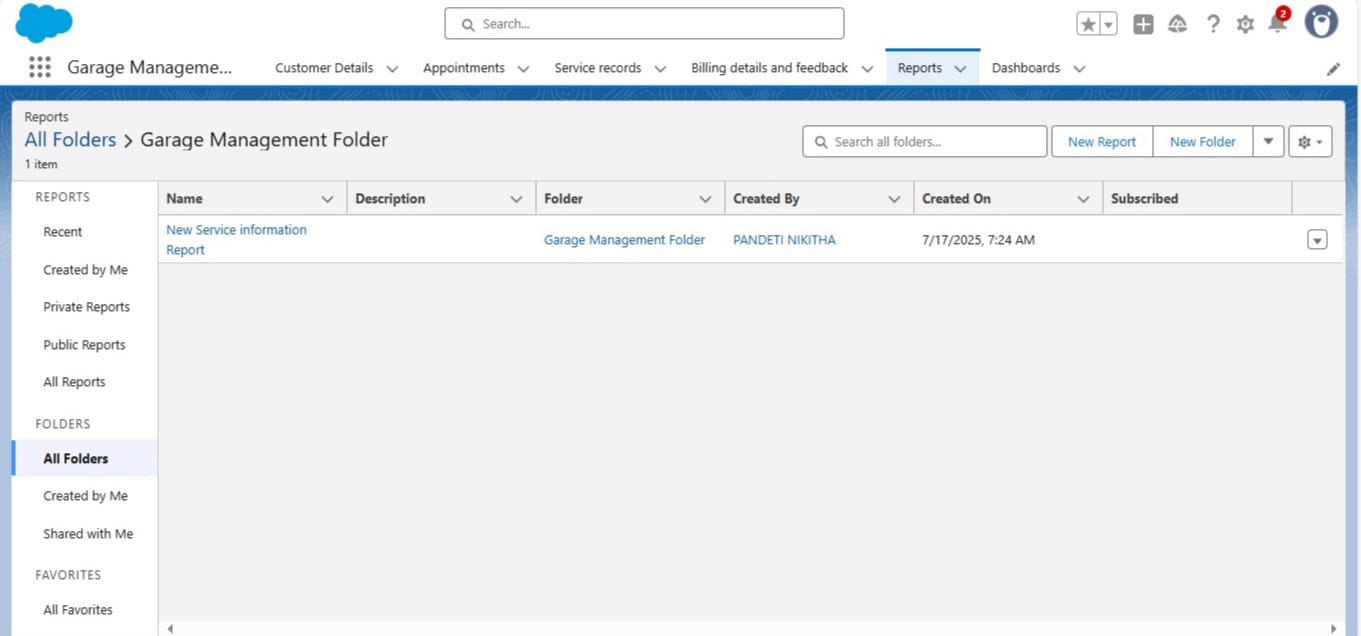 Search...
2
Garage Manageme...
Customer Details
Appointments
Service records
Billing details and feedback
Reports
Dashboards
Reports
All Folders > Garage Management Folder
1 item
Search all folders...
New Report
New Folder
REPORTS
Recent
Created by Me
Private Reports
Public Reports
All Reports
FOLDERS
All Folders
Created by Me
Shared with Me
FAVORITES
All Favorites
Name
Description
Folder
Created By
Created On
Subscribed
New Service information
Report
Garage Management Folder
PANDETI NIKITHA
7/17/2025, 7:24 AM